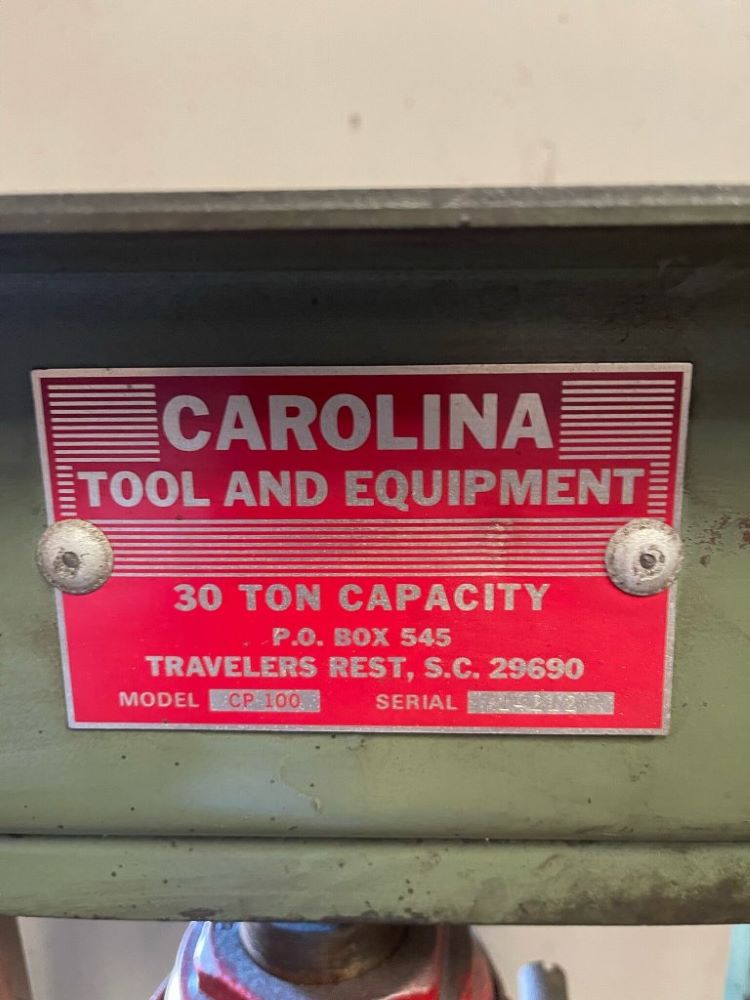 CAROLINA
TOOL AND EQUIPMENT
30 TON CAPACITY
P.O. BOX 545
TRAVELERS REST, S.C. 29690
MODEL CP 100 SERIAL